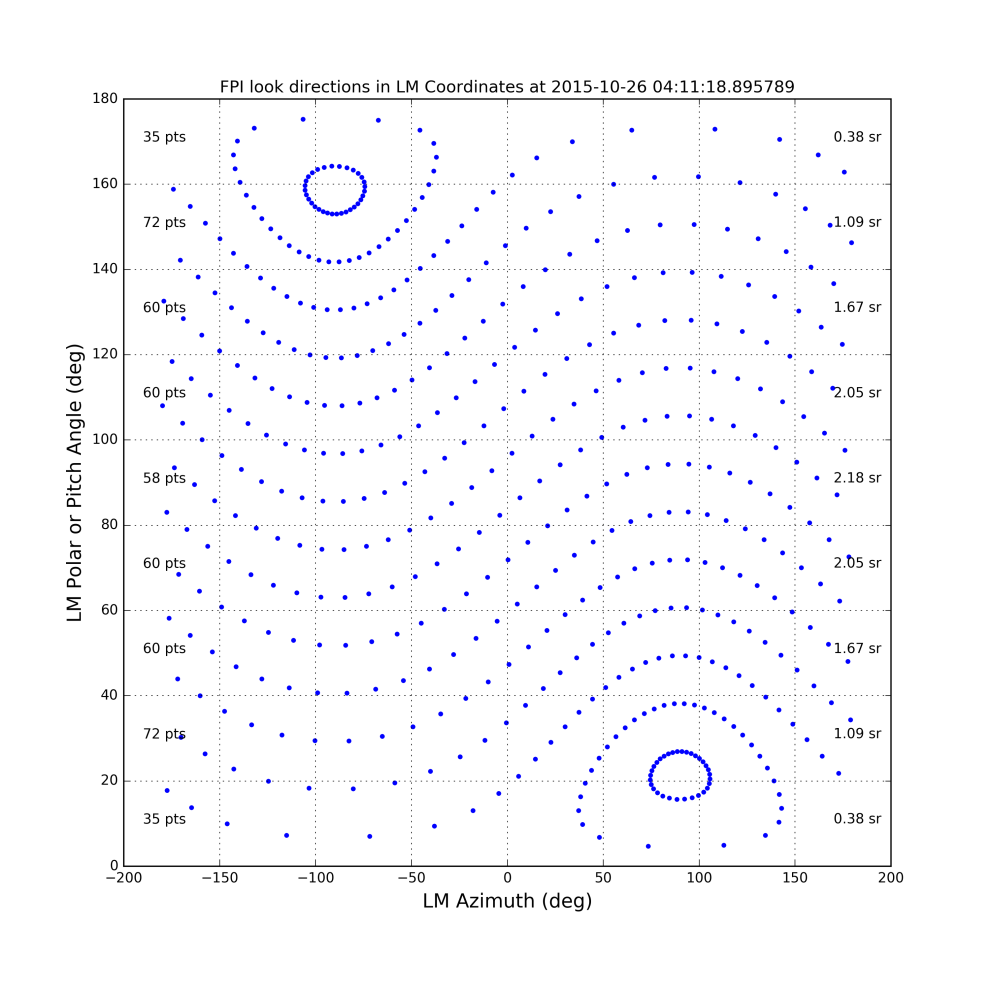 FPI look directions in LM Coordinates at 2015-10-26 04:11:18.895789
180
35 pts 0.38 sr
160
72 pts 1.09 sr
140
60 pts 1.67 sr
120
60 pts 2.05 sr
100
58 pts 2.18 sr
80
60 pts 2.05 sr
60
60 pts 1.67 sr
40
72 pts 1.09 sr
20
35 pts 0.38 sr
0
LM Polar or Pitch Angle (deg)
−200 −150 −100 −50 0 50 100 150 200
LM Azimuth (deg)